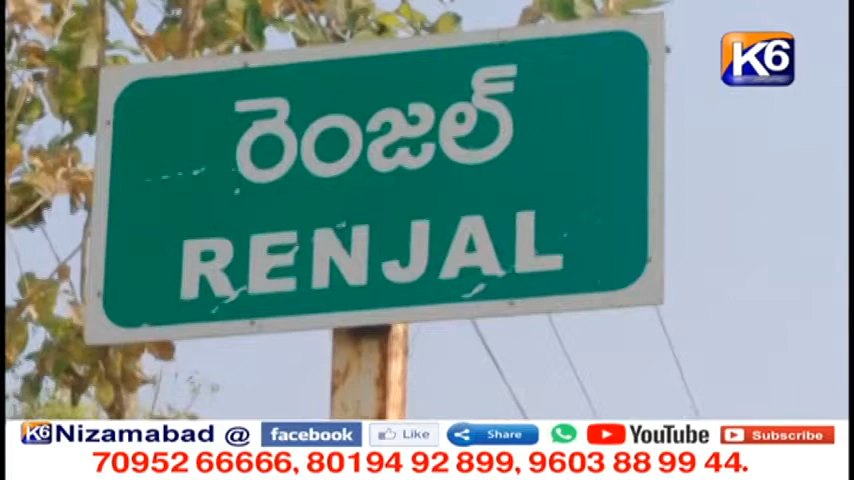 K6
రెంజల్
RENJAL
K6 Nizamabad @ facebook Like Share YouTube Subscribe
70952 66666, 80194 92 899, 9603 88 99 44.